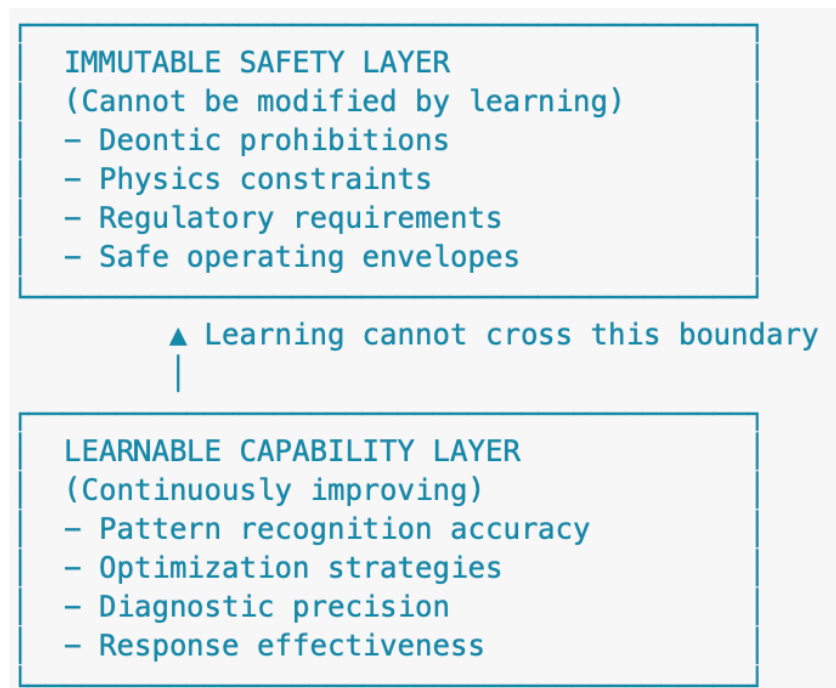 IMMUTABLE SAFETY LAYER
(Cannot be modified by learning)
– Deontic prohibitions
– Physics constraints
– Regulatory requirements
– Safe operating envelopes
▲ Learning cannot cross this boundary
LEARNABLE CAPABILITY LAYER
(Continuously improving)
– Pattern recognition accuracy
– Optimization strategies
– Diagnostic precision
– Response effectiveness